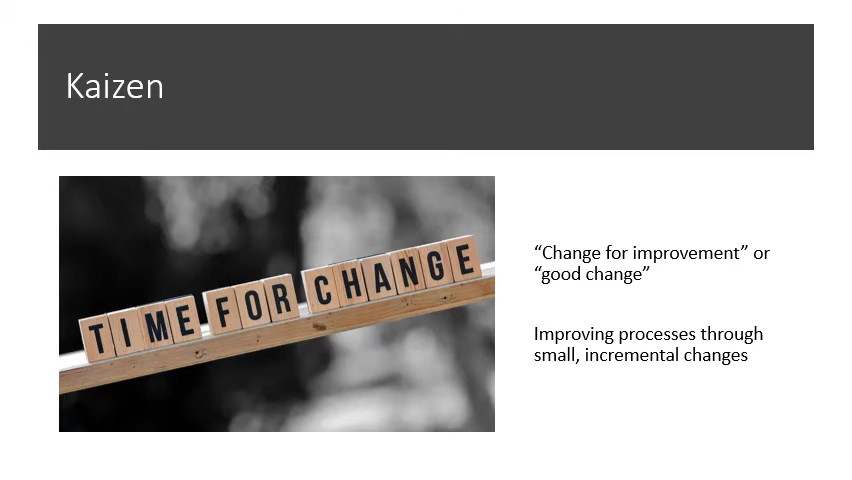 Kaizen
TIME FOR CHANGE
“Change for improvement” or
“good change”
Improving processes through
small, incremental changes